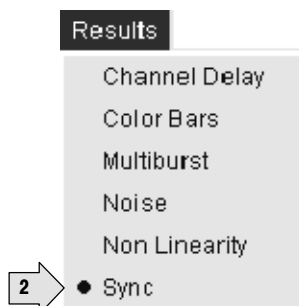 Results
Channel Delay
Color Bars
Multiburst
Noise
Non Linearity
2 ● Sync